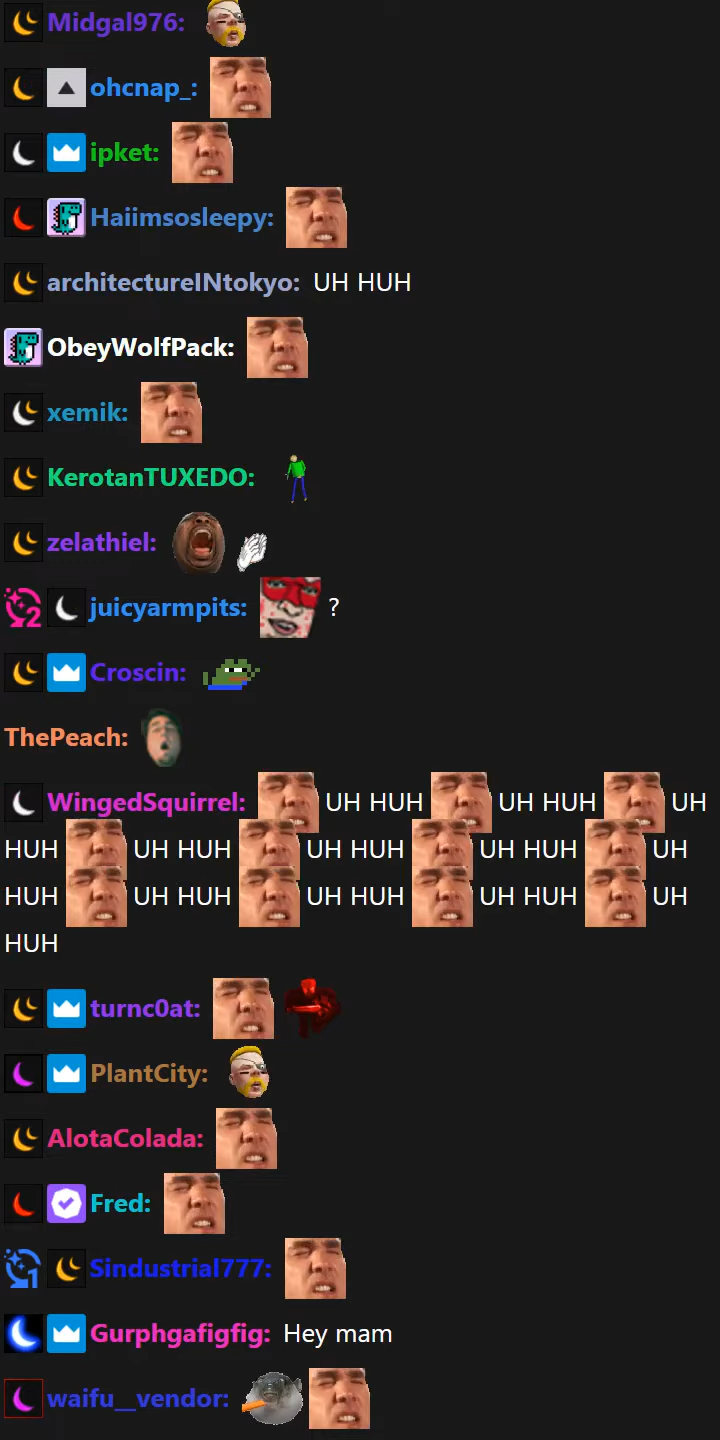 Midgal976:
ohcnap_:
ipket:
Haiimsosleepy:
architectureINtokyo: UH HUH
ObeyWolfPack:
xemik:
KerotanTUXEDO:
zelathiel:
2 juicyarmpits: ?
Croscin:
ThePeach:
WingedSquirrel: UH HUH UH HUH UH
HUH UH HUH UH HUH UH HUH UH
HUH UH HUH UH HUH UH HUH UH
HUH
turnc0at:
PlantCity:
AlotaColada:
Fred:
1 Sindustrial777:
Gurphgafigfig: Hey mam
waifu__vendor: